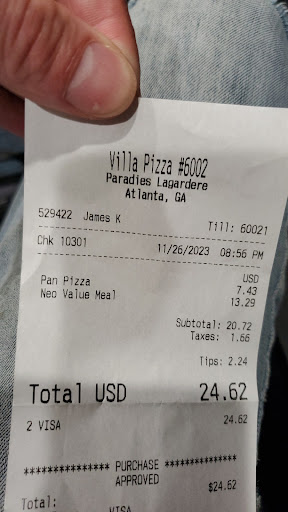 Villa Pizza #6002
Paradies Lagardere
Atlanta, GA
529422 James K Till: 60021
Chk 10301 11/26/2023 08:56 PM
USD
Pan Pizza 7.43
Neo Value Meal 13.29
Subtotal: 20.72
Taxes: 1.66
Tips: 2.24
Total USD 24.62
2 VISA 24.62
*************** PURCHASE ***************
APPROVED
Total: $24.62
VISA